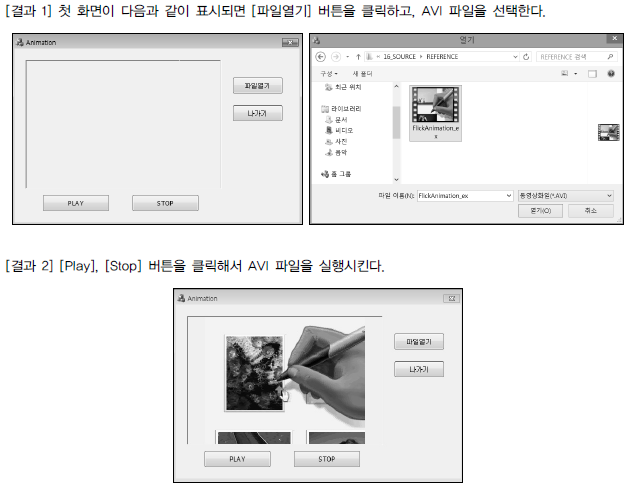 [결과 1] 첫 화면이 다음과 같이 표시되면 [파일열기] 버튼을 클릭하고, AVI 파일을 선택한다.
Animation
파일열기
나가기
PLAY STOP
열기
« 16_SOURCE ▸ REFERENCE REFERENCE 검색
구성 새 폴더
최근 위치
라이브러리
문서
비디오
사진
음악
홈 그룹
FlickAnimation_e
x
파일 이름(N): FlickAnimation_ex 동영상파일(*.AVI)
열기(O) 취소
[결과 2] [Play], [Stop] 버튼을 클릭해서 AVI 파일을 실행시킨다.
Animation
파일열기
나가기
PLAY STOP